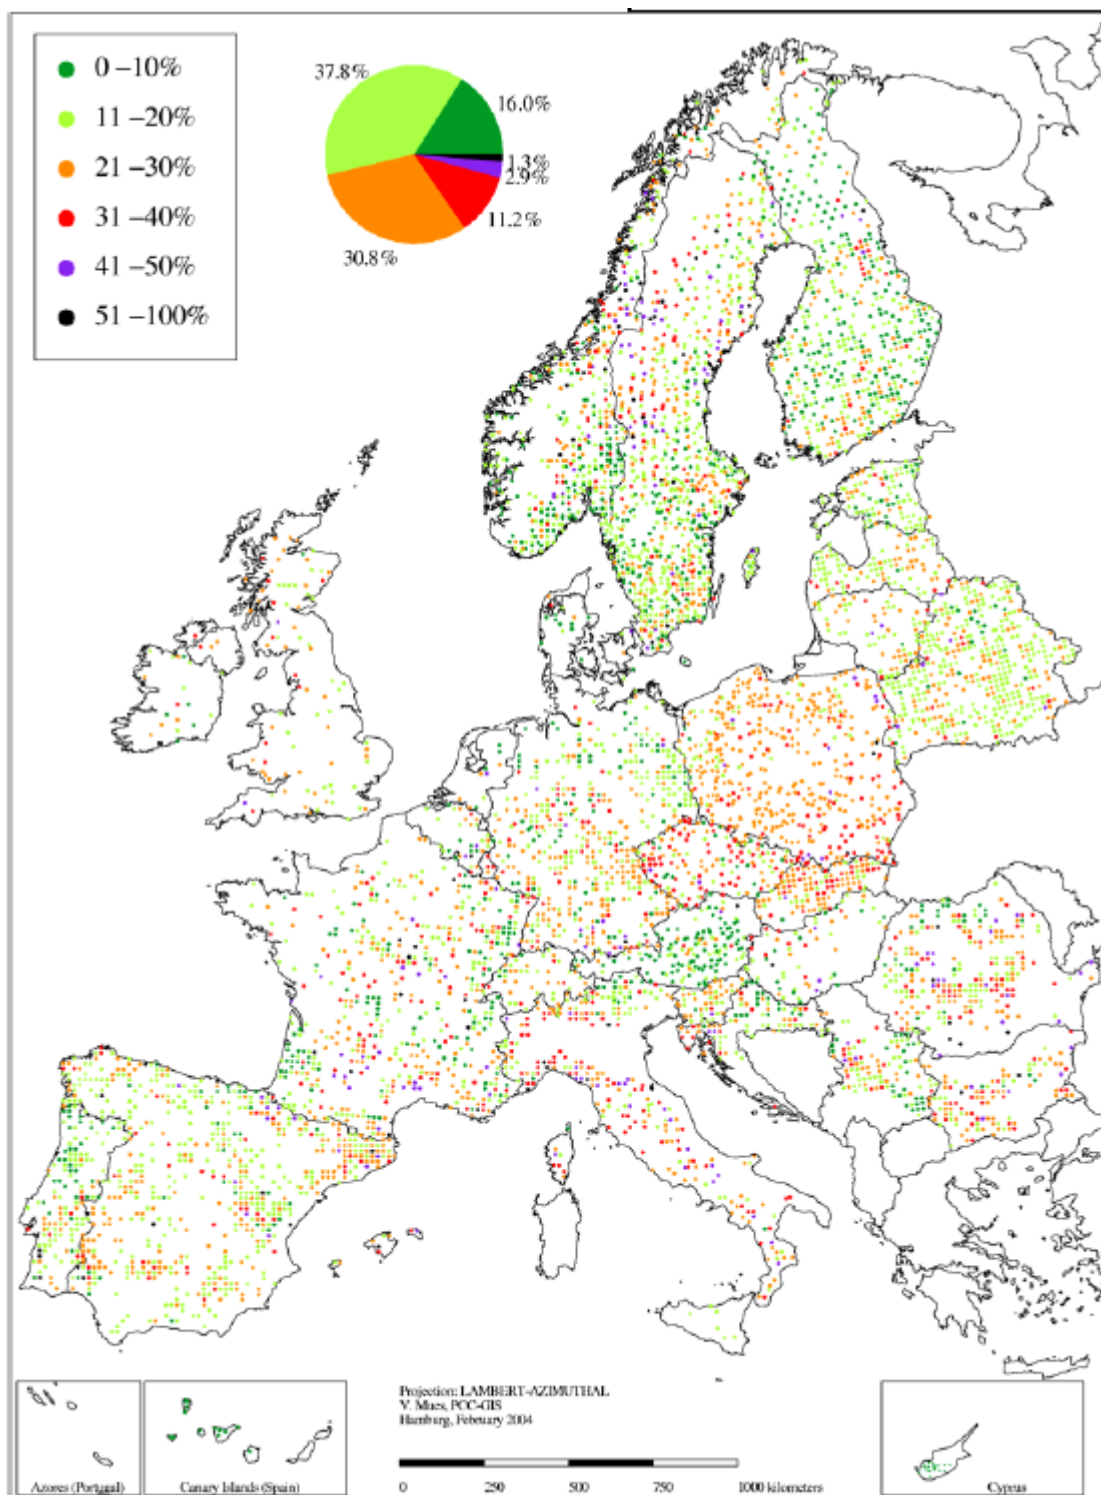 0 –10%
11 –20%
21 –30%
31 –40%
41 –50%
51 –100%
37.8%
16.0%
1.3%
2.9%
11.2%
30.8%
Projection: LAMBERT-AZIMUTHAL
V. Mues, PCC-GIS
Hamburg, February 2004
0 250 500 750 1000 kilometers
Azores (Portugal)
Canary Islands (Spain)
Cyprus